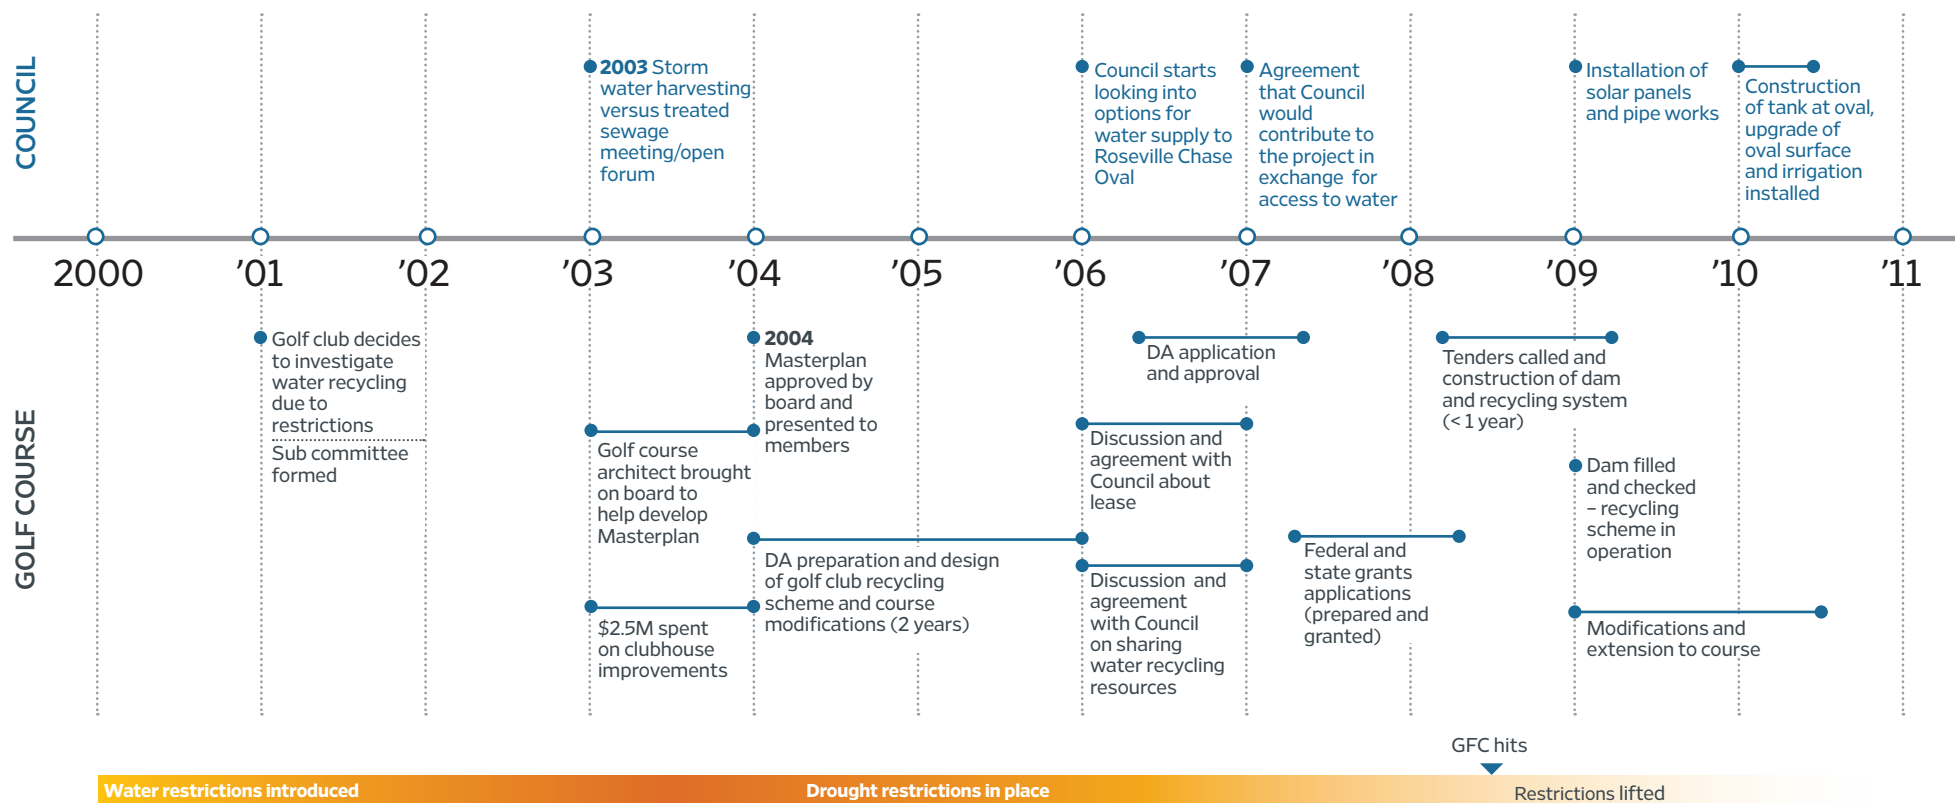 COUNCIL
2003 Storm
water harvesting
versus treated
sewage
meeting/open
forum
Council starts
looking into
options for
water supply to
Roseville Chase
Oval
Agreement
that Council
would
contribute to
the project in
exchange for
access to water
Installation of
solar panels
and pipe works
Construction
of tank at oval,
upgrade of
oval surface
and irrigation
installed
2000 ’01 ’02 ’03 ’04 ’05 ’06 ’07 ’08 ’09 ’10 ’11
GOLF COURSE
Golf club decides
to investigate
water recycling
due to
restrictions
Sub committee
formed
Golf course
architect brought
on board to
help develop
Masterplan
$2.5M spent
on clubhouse
improvements
2004
Masterplan
approved by
board and
presented to
members
DA preparation and design
of golf club recycling
scheme and course
modifications (2 years)
DA application
and approval
Discussion and
agreement with
Council about
lease
Discussion and
agreement
with Council
on sharing
water recycling
resources
Federal and
state grants
applications
(prepared and
granted)
Tenders called and
construction of dam
and recycling system
(< 1 year)
Dam filled
and checked
– recycling
scheme in
operation
Modifications and
extension to course
GFC hits
Water restrictions introduced
Drought restrictions in place
Restrictions lifted